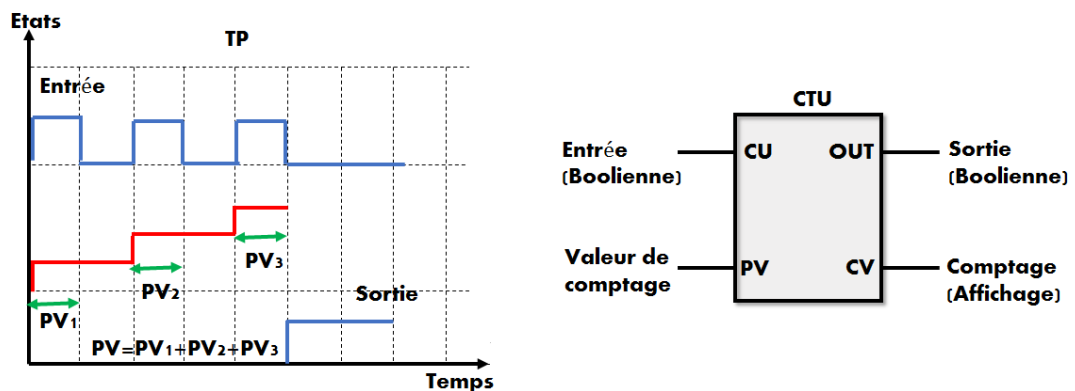 Etats
TP
Entrée
PV1
PV2
PV3
Sortie
PV=PV1+PV2+PV3
Temps
CTU
Entrée
(Boolienne)
CU
OUT
Sortie
(Boolienne)
Valeur de
comptage
PV
CV
Comptage
(Affichage)